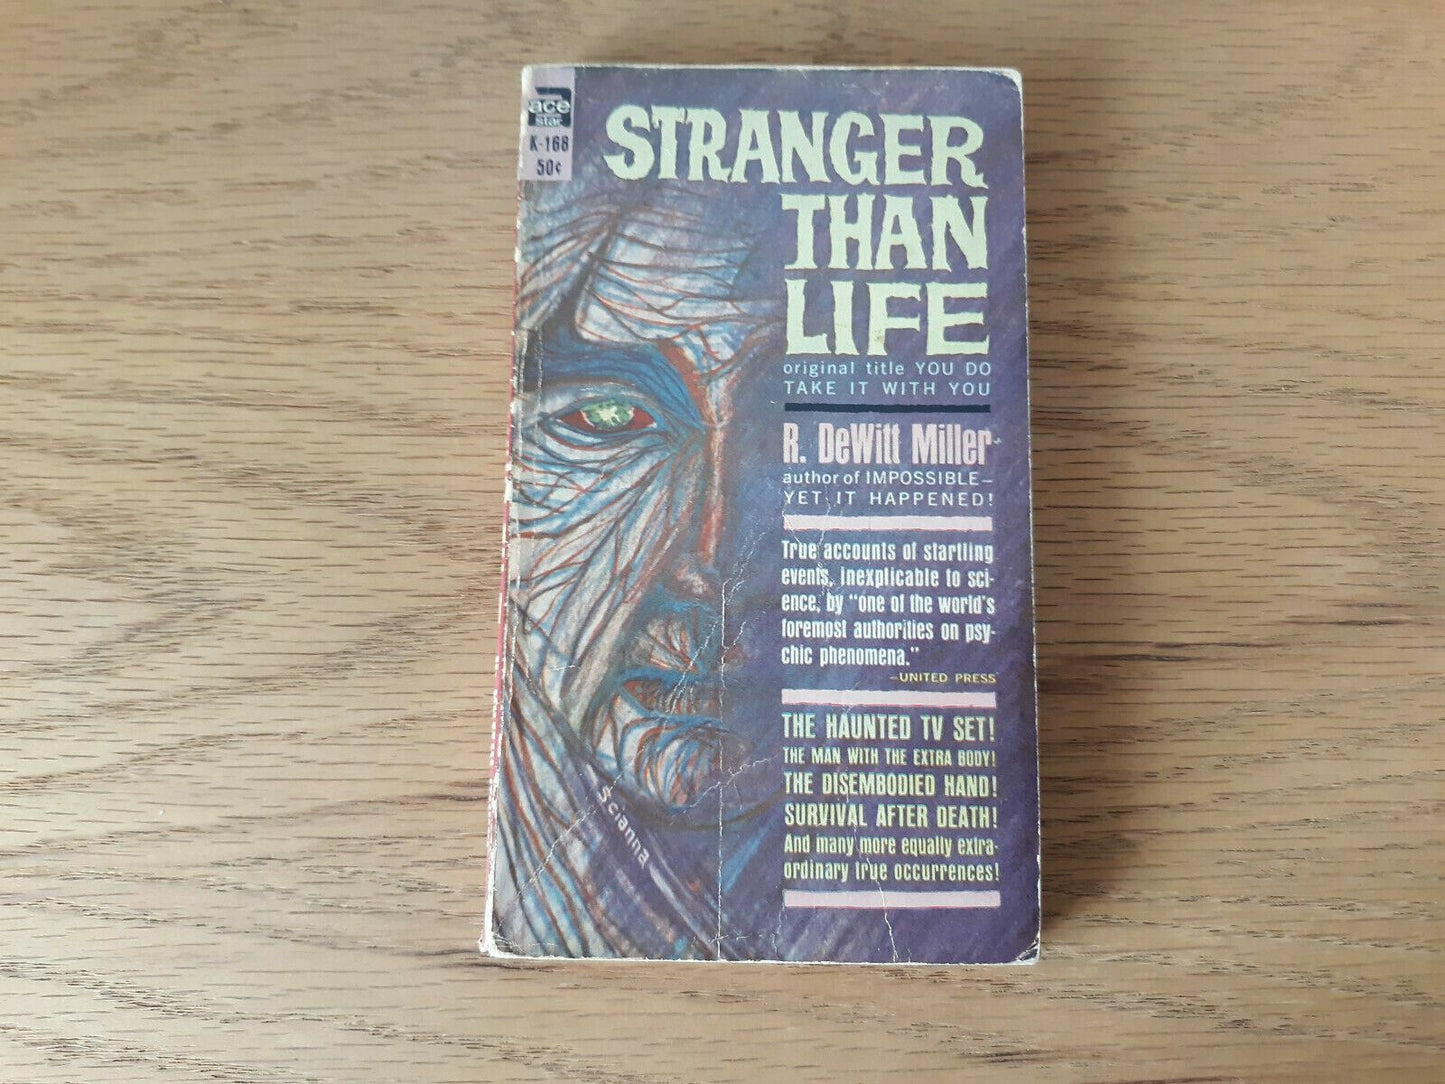 ace
star
K-168
50¢
STRANGER
THAN
LIFE
original title YOU DO
TAKE IT WITH YOU
R. DeWitt Miller
author of IMPOSSIBLE–
YET IT HAPPENED!
True accounts of startling
events, inexplicable to sci-
ence, by "one of the world's
foremost authorities on psy-
chic phenomena."
–UNITED PRESS
THE HAUNTED TV SET!
THE MAN WITH THE EXTRA BODY!
THE DISEMBODIED HAND!
SURVIVAL AFTER DEATH!
And many more equally extra-
ordinary true occurrences!
Scianna